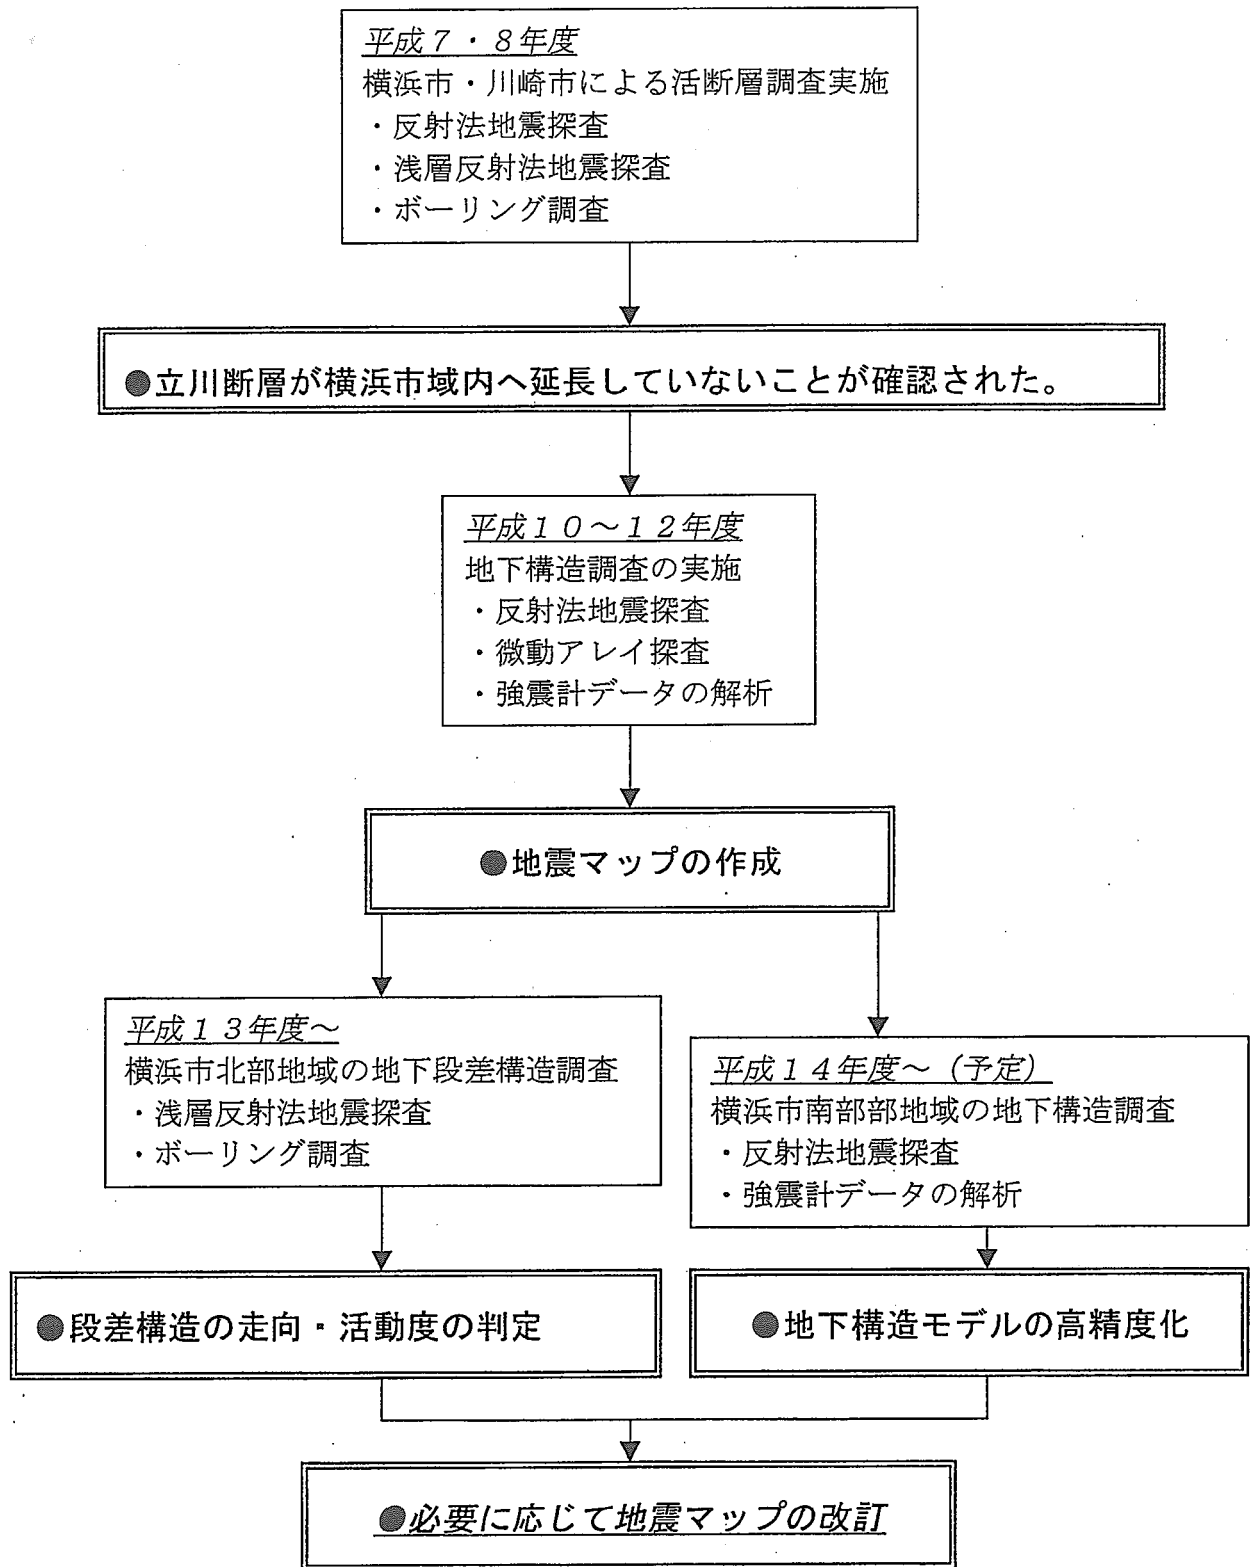 平成７・８年度
横浜市・川崎市による活断層調査実施
・反射法地震探査
・浅層反射法地震探査
・ボーリング調査
●立川断層が横浜市域内へ延長していないことが確認された。
平成１０～１２年度
地下構造調査の実施
・反射法地震探査
・微動アレイ探査
・強震計データの解析
●地震マップの作成
平成１３年度～
横浜市北部地域の地下段差構造調査
・浅層反射法地震探査
・ボーリング調査
平成１４年度～（予定）
横浜市南部部地域の地下構造調査
・反射法地震探査
・強震計データの解析
●段差構造の走向・活動度の判定
●地下構造モデルの高精度化
●必要に応じて地震マップの改訂